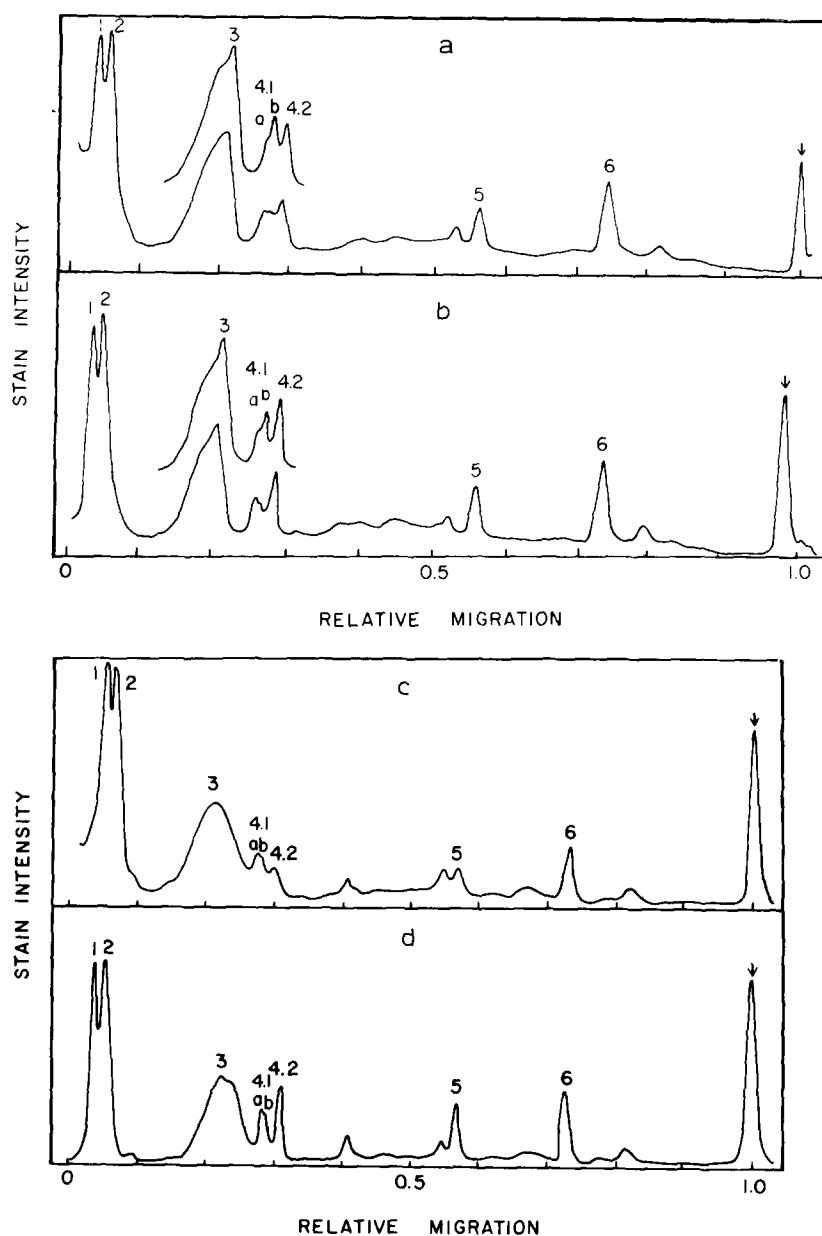 a
1 2 3 4.1 a b 4.2 5 6
STAIN INTENSITY
b
1 2 3 4.1 a b 4.2 5 6
0 0.5 1.0
RELATIVE MIGRATION
c
1 2 3 4.1 ab 4.2 5 6
STAIN INTENSITY
d
1 2 3 4.1 a b 4.2 5 6
0 0.5 1.0
RELATIVE MIGRATION